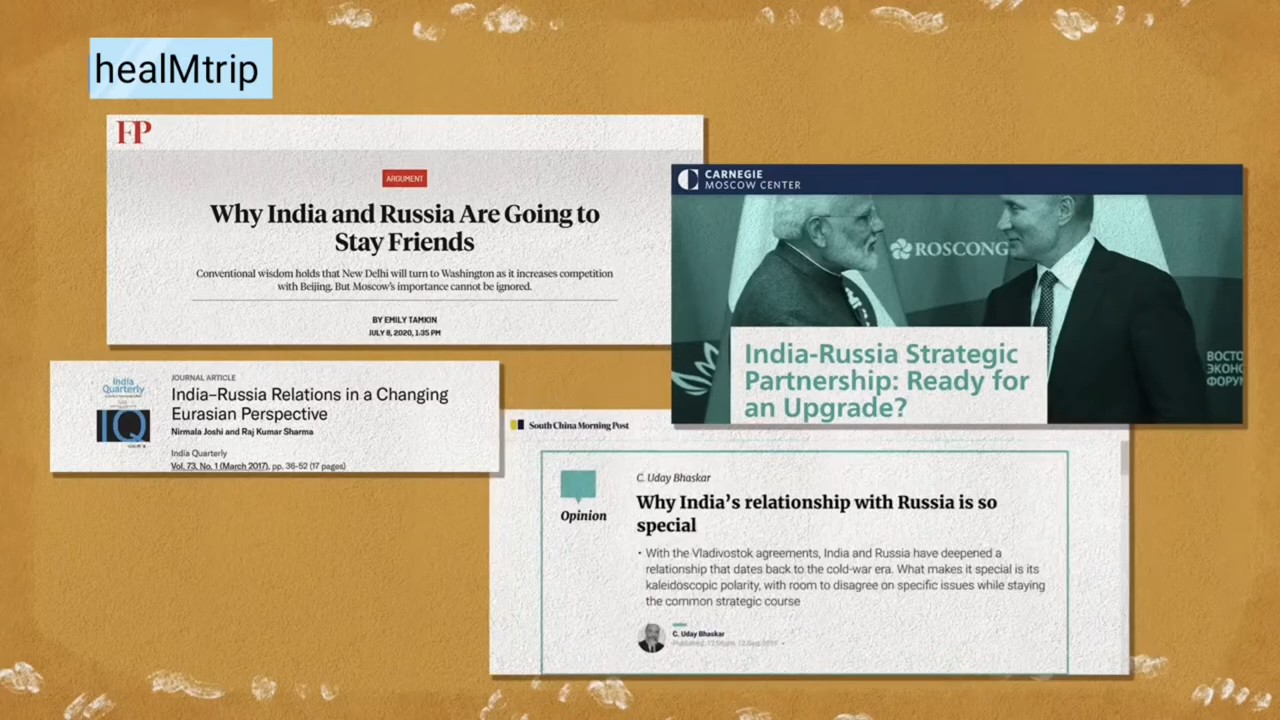 healMtrip
FP
ARGUMENT
Why India and Russia Are Going to
Stay Friends
Conventional wisdom holds that New Delhi will turn to Washington as it increases competition
with Beijing. But Moscow's importance cannot be ignored.
BY EMILY TAMKIN
JULY 8, 2020, 1:35 PM
CARNEGIE
MOSCOW CENTER
ROSCONG
ВОСТО
ЭКОНО
ФОРУМ
India-Russia Strategic
Partnership: Ready for
an Upgrade?
India
Quarterly
IQ
JOURNAL ARTICLE
India–Russia Relations in a Changing
Eurasian Perspective
Nirmala Joshi and Raj Kumar Sharma
India Quarterly
Vol. 73, No. 1 (March 2017), pp. 36-52 (17 pages)
South China Morning Post
Opinion
C. Uday Bhaskar
Why India's relationship with Russia is so
special
• With the Vladivostok agreements, India and Russia have deepened a
relationship that dates back to the cold-war era. What makes it special is its
kaleidoscopic polarity, with room to disagree on specific issues while staying
the common strategic course
C. Uday Bhaskar